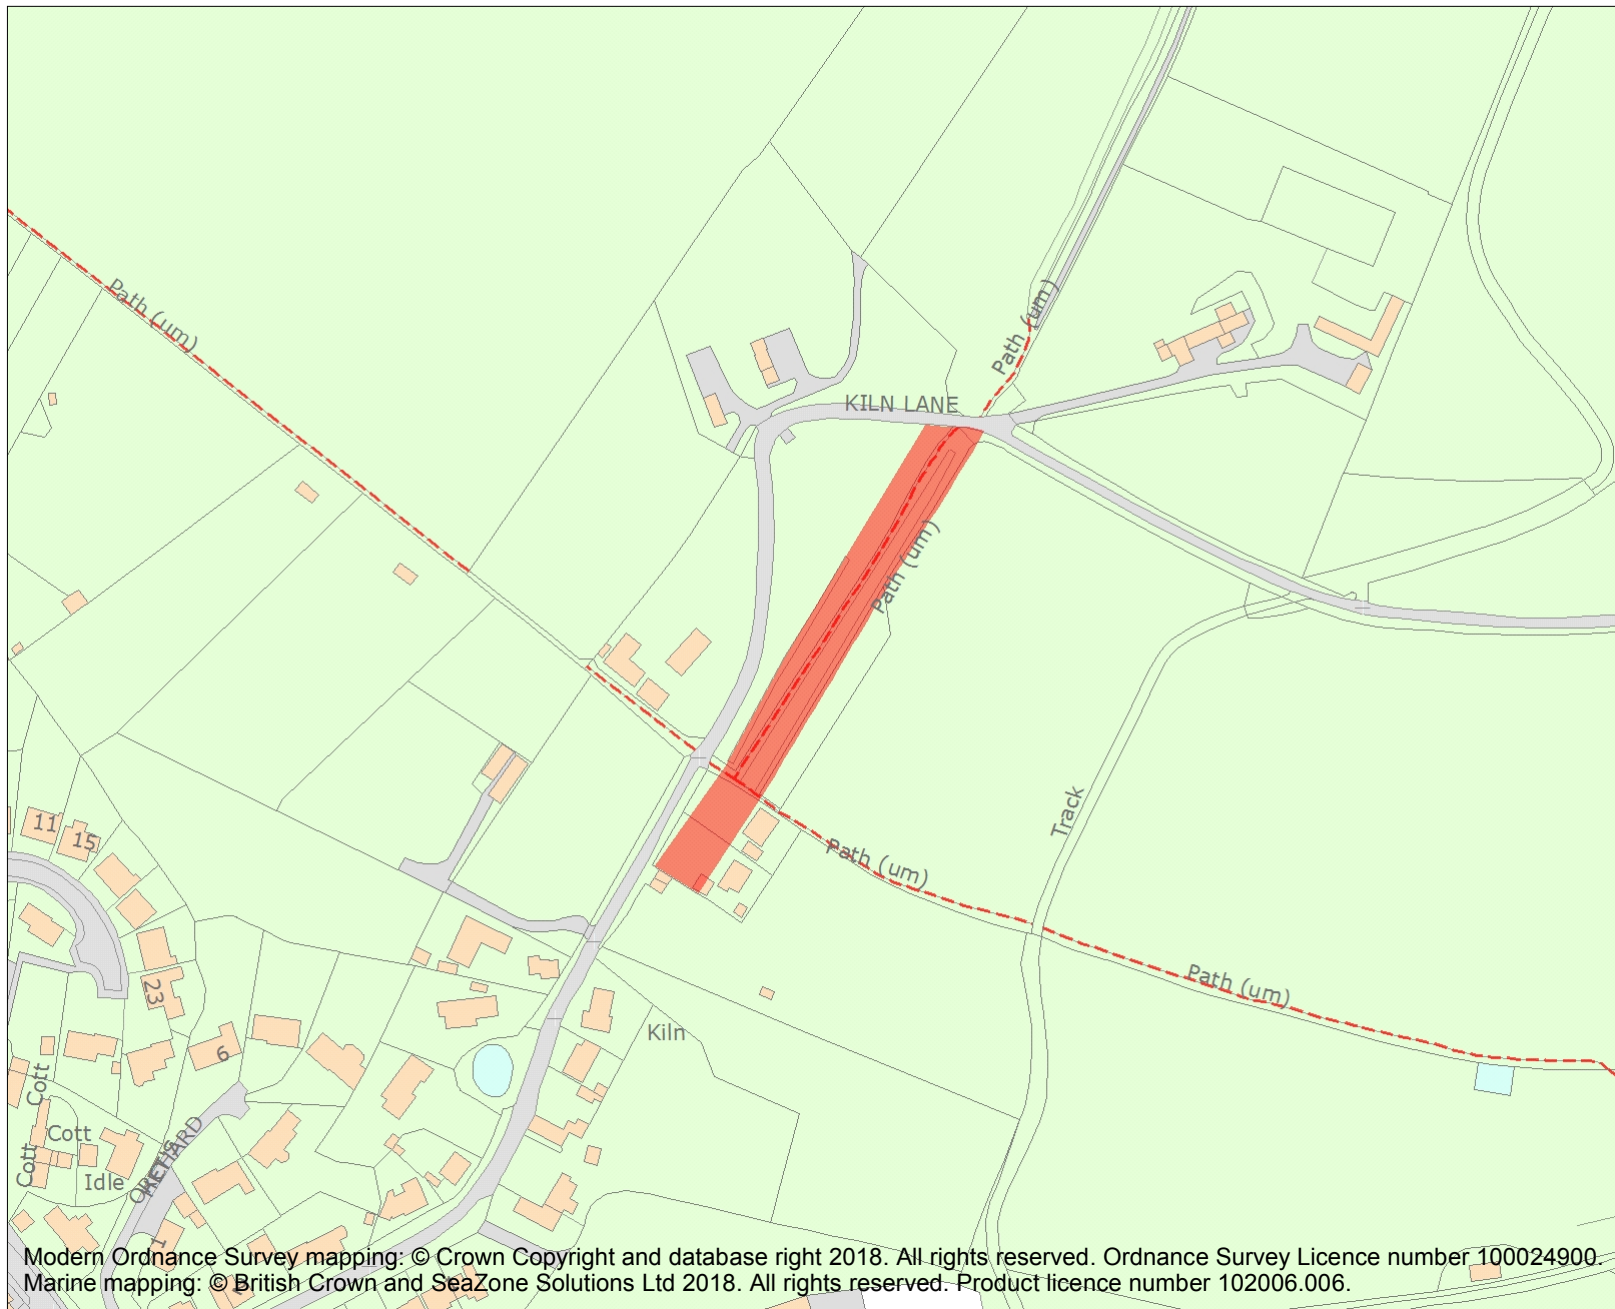 Path (um)
Path (um)
KILN LANE
Path (um)
Track
11
15
Path (um)
Path (um)
23
Kiln
6
Cott
Cott
Cott
Idle
ORCHARD
1
Modern Ordnance Survey mapping: © Crown Copyright and database right 2018. All rights reserved. Ordnance Survey Licence number 100024900.
Marine mapping: © British Crown and SeaZone Solutions Ltd 2018. All rights reserved. Product licence number 102006.006.